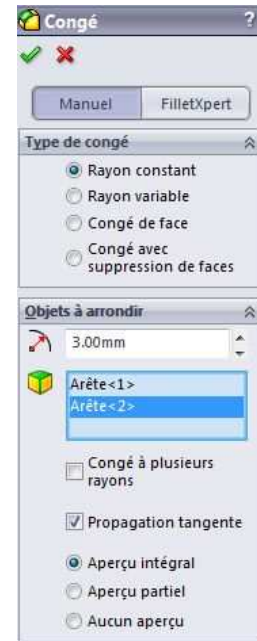 Congé ?
Manuel FilletXpert
Type de congé
Rayon constant
Rayon variable
Congé de face
Congé avec
suppression de faces
Objets à arrondir
3.00mm
Arête<1>
Arête<2>
Congé à plusieurs
rayons
Propagation tangente
Aperçu intégral
Aperçu partiel
Aucun aperçu